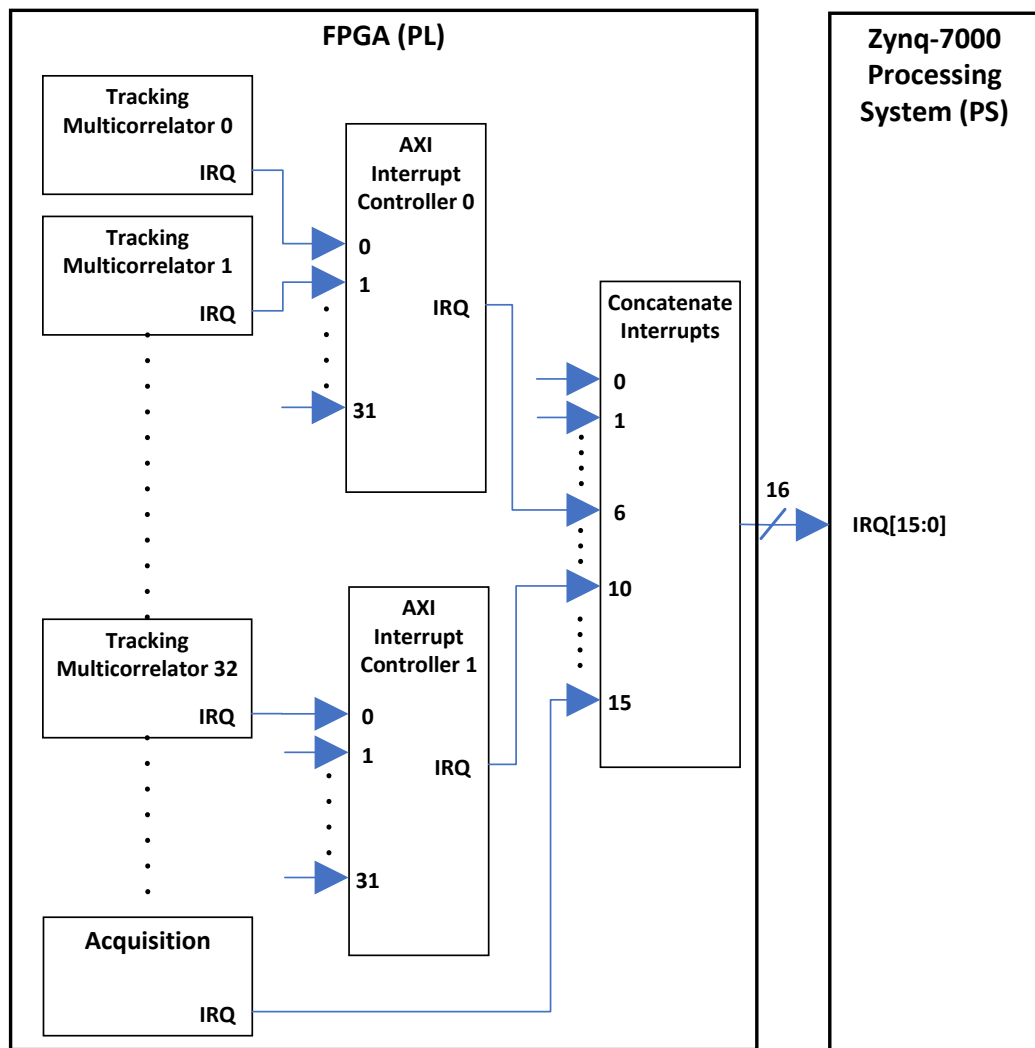 FPGA (PL)
Zynq-7000
Processing
System (PS)
Tracking
Multicorrelator 0
IRQ
Tracking
Multicorrelator 1
IRQ
AXI
Interrupt
Controller 0
0
1
IRQ
31
Concatenate
Interrupts
0
1
6
10
15
16
IRQ[15:0]
Tracking
Multicorrelator 32
IRQ
AXI
Interrupt
Controller 1
0
1
IRQ
31
Acquisition
IRQ